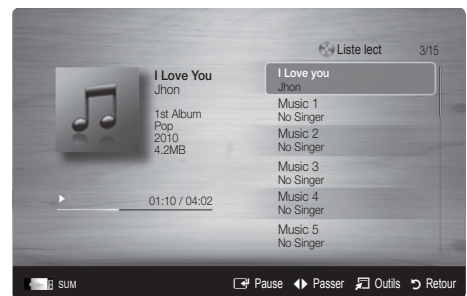 Liste lect 3/15
I Love You
Jhon
1st Album
Pop
2010
4.2MB
01:10 / 04:02
I Love you
Jhon
Music 1
No Singer
Music 2
No Singer
Music 3
No Singer
Music 4
No Singer
Music 5
No Singer
SUM Pause Passer Outils Retour